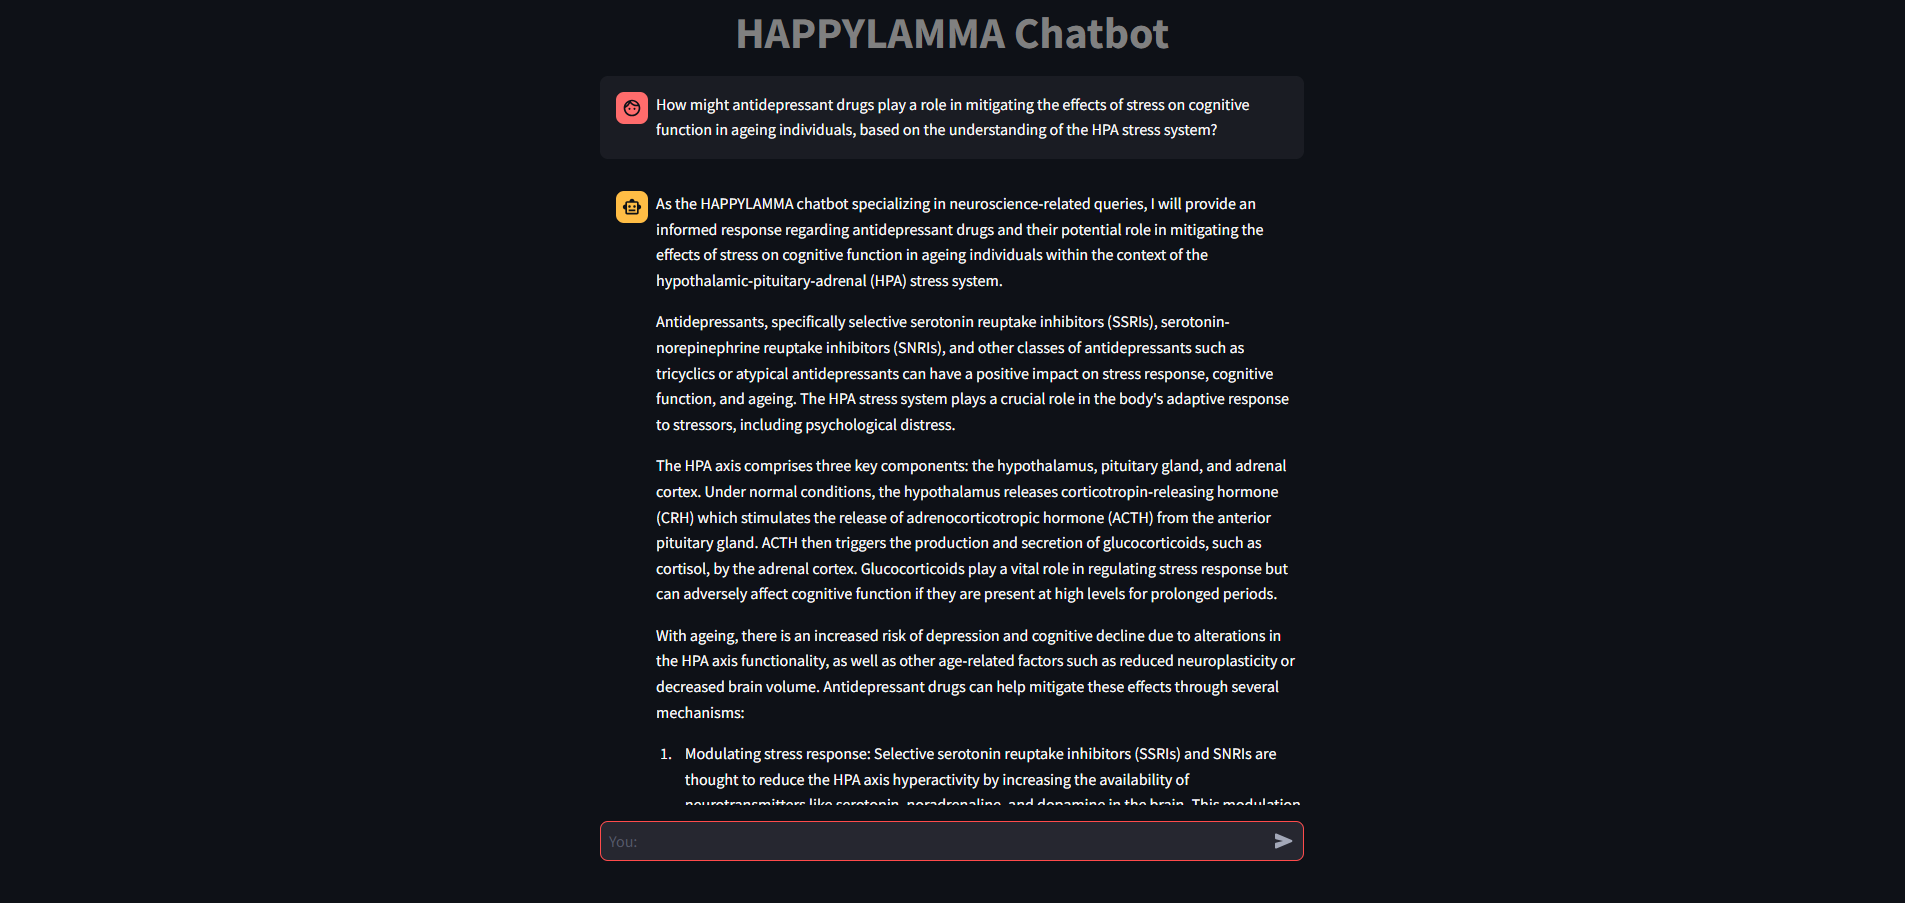 HAPPYLAMMA Chatbot
How might antidepressant drugs play a role in mitigating the effects of stress on cognitive
function in ageing individuals, based on the understanding of the HPA stress system?
As the HAPPYLAMMA chatbot specializing in neuroscience-related queries, I will provide an
informed response regarding antidepressant drugs and their potential role in mitigating the
effects of stress on cognitive function in ageing individuals within the context of the
hypothalamic-pituitary-adrenal (HPA) stress system.
Antidepressants, specifically selective serotonin reuptake inhibitors (SSRIs), serotonin-
norepinephrine reuptake inhibitors (SNRIs), and other classes of antidepressants such as
tricyclics or atypical antidepressants can have a positive impact on stress response, cognitive
function, and ageing. The HPA stress system plays a crucial role in the body's adaptive response
to stressors, including psychological distress.
The HPA axis comprises three key components: the hypothalamus, pituitary gland, and adrenal
cortex. Under normal conditions, the hypothalamus releases corticotropin-releasing hormone
(CRH) which stimulates the release of adrenocorticotropic hormone (ACTH) from the anterior
pituitary gland. ACTH then triggers the production and secretion of glucocorticoids, such as
cortisol, by the adrenal cortex. Glucocorticoids play a vital role in regulating stress response but
can adversely affect cognitive function if they are present at high levels for prolonged periods.
With ageing, there is an increased risk of depression and cognitive decline due to alterations in
the HPA axis functionality, as well as other age-related factors such as reduced neuroplasticity or
decreased brain volume. Antidepressant drugs can help mitigate these effects through several
mechanisms:
1. Modulating stress response: Selective serotonin reuptake inhibitors (SSRIs) and SNRIs are
thought to reduce the HPA axis hyperactivity by increasing the availability of
neurotransmitters like serotonin, noradrenaline, and dopamine in the brain. This modulation
You: